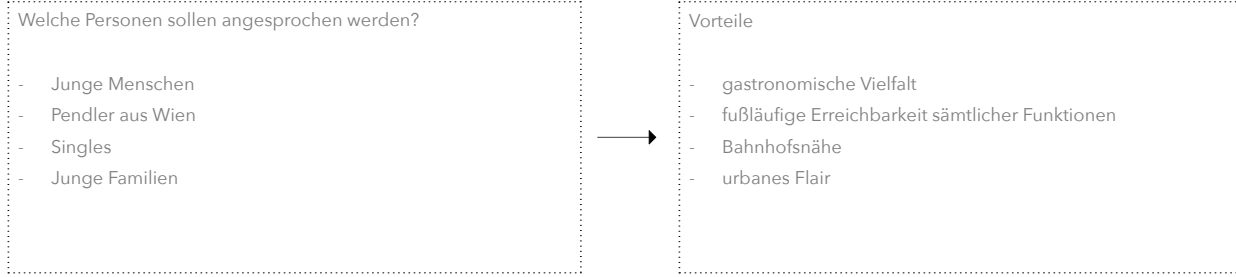 Welche Personen sollen angesprochen werden?
- Junge Menschen
- Pendler aus Wien
- Singles
- Junge Familien
Vorteile
- gastronomische Vielfalt
- fußläufige Erreichbarkeit sämtlicher Funktionen
- Bahnhofsnähe
- urbanes Flair